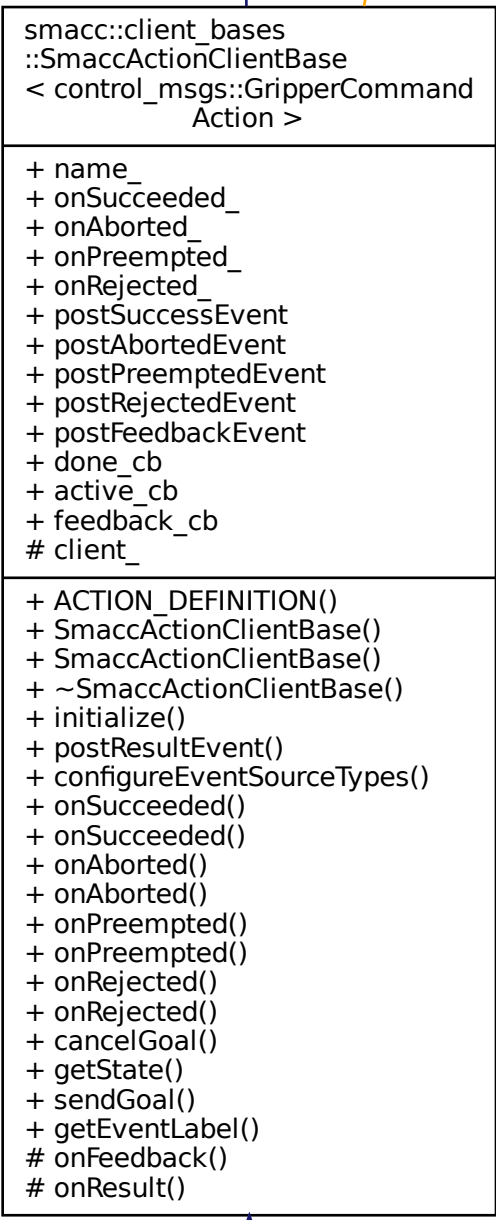 smacc::client_bases
::SmaccActionClientBase
< control_msgs::GripperCommand
Action >
+ name_
+ onSucceeded_
+ onAborted_
+ onPreempted_
+ onRejected_
+ postSuccessEvent
+ postAbortedEvent
+ postPreemptedEvent
+ postRejectedEvent
+ postFeedbackEvent
+ done_cb
+ active_cb
+ feedback_cb
# client_
+ ACTION_DEFINITION()
+ SmaccActionClientBase()
+ SmaccActionClientBase()
+ ~SmaccActionClientBase()
+ initialize()
+ postResultEvent()
+ configureEventSourceTypes()
+ onSucceeded()
+ onSucceeded()
+ onAborted()
+ onAborted()
+ onPreempted()
+ onPreempted()
+ onRejected()
+ onRejected()
+ cancelGoal()
+ getState()
+ sendGoal()
+ getEventLabel()
# onFeedback()
# onResult()